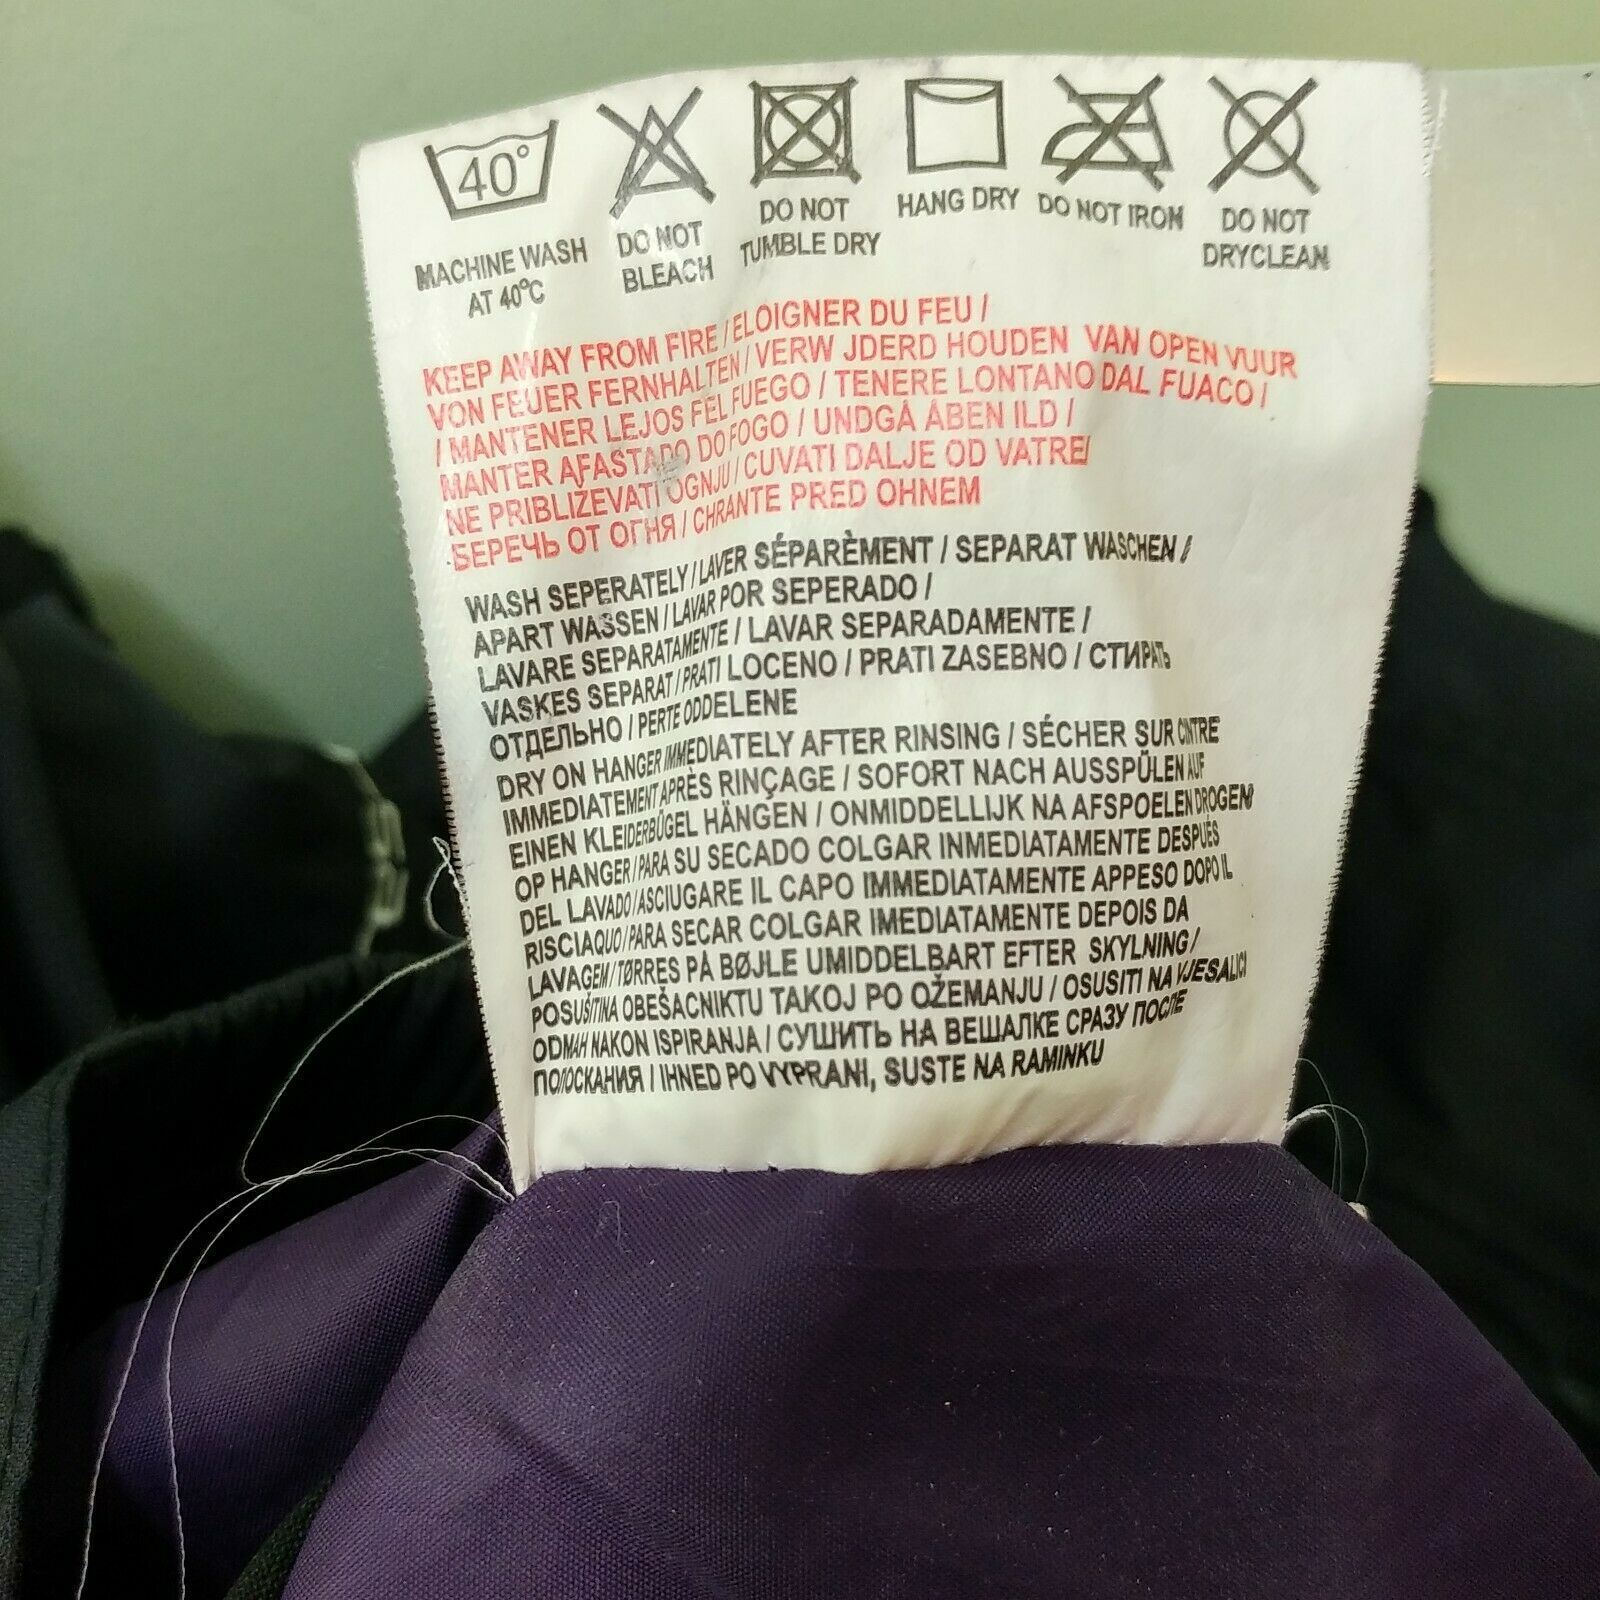 40°
MACHINE WASH
AT 40°C
DO NOT
BLEACH
DO NOT
TUMBLE DRY
HANG DRY
DO NOT IRON
DO NOT
DRYCLEAN
KEEP AWAY FROM FIRE / ELOIGNER DU FEU /
VON FEUER FERNHALTEN / VERW JDERD HOUDEN VAN OPEN VUUR
/ MANTENER LEJOS FEL FUEGO / TENERE LONTANO DAL FUACO /
MANTER AFASTADO DO FOGO / UNDGÅ ÅBEN ILD /
NE PRIBLIŽEVATI OGNJU / CUVATI DALJE OD VATRE/
БЕРЕЧЬ ОТ ОГНЯ / CHRANTE PRED OHNEM
WASH SEPERATELY / LAVER SÉPARÈMENT / SEPARAT WASCHEN /
APART WASSEN / LAVAR POR SEPERADO /
LAVARE SEPARATAMENTE / LAVAR SEPARADAMENTE /
VASKES SEPARAT / PRATI LOCENO / PRATI ZASEBNO / СТИРАТЬ
ОТДЕЛЬНО / PERTE ODDELENE
DRY ON HANGER IMMEDIATELY AFTER RINSING / SÉCHER SUR CINTRE
IMMEDIATEMENT APRÈS RINÇAGE / SOFORT NACH AUSSPÜLEN AUF
EINEN KLEIDERBÜGEL HÄNGEN / ONMIDDELLIJK NA AFSPOELEN DROGEN
OP HANGER / PARA SU SECADO COLGAR INMEDIATAMENTE DESPUÉS
DEL LAVADO / ASCIUGARE IL CAPO IMMEDIATAMENTE APPESO DOPO IL
RISCIAQUO / PARA SECAR COLGAR IMEDIATAMENTE DEPOIS DA
LAVAGEM / TØRRES PÅ BØJLE UMIDDELBART EFTER SKYLNING /
POSUŠITINA OBEŠACNIKTU TAKOJ PO OŽEMANJU / OSUSITI NA VJESALICI
ODMAH NAKON ISPIRANJA / СУШИТЬ НА ВЕШАЛКЕ СРАЗУ ПОСЛЕ
ПОЛОСКАНИЯ / IHNED PO VYPRANI, SUSTE NA RAMINKU